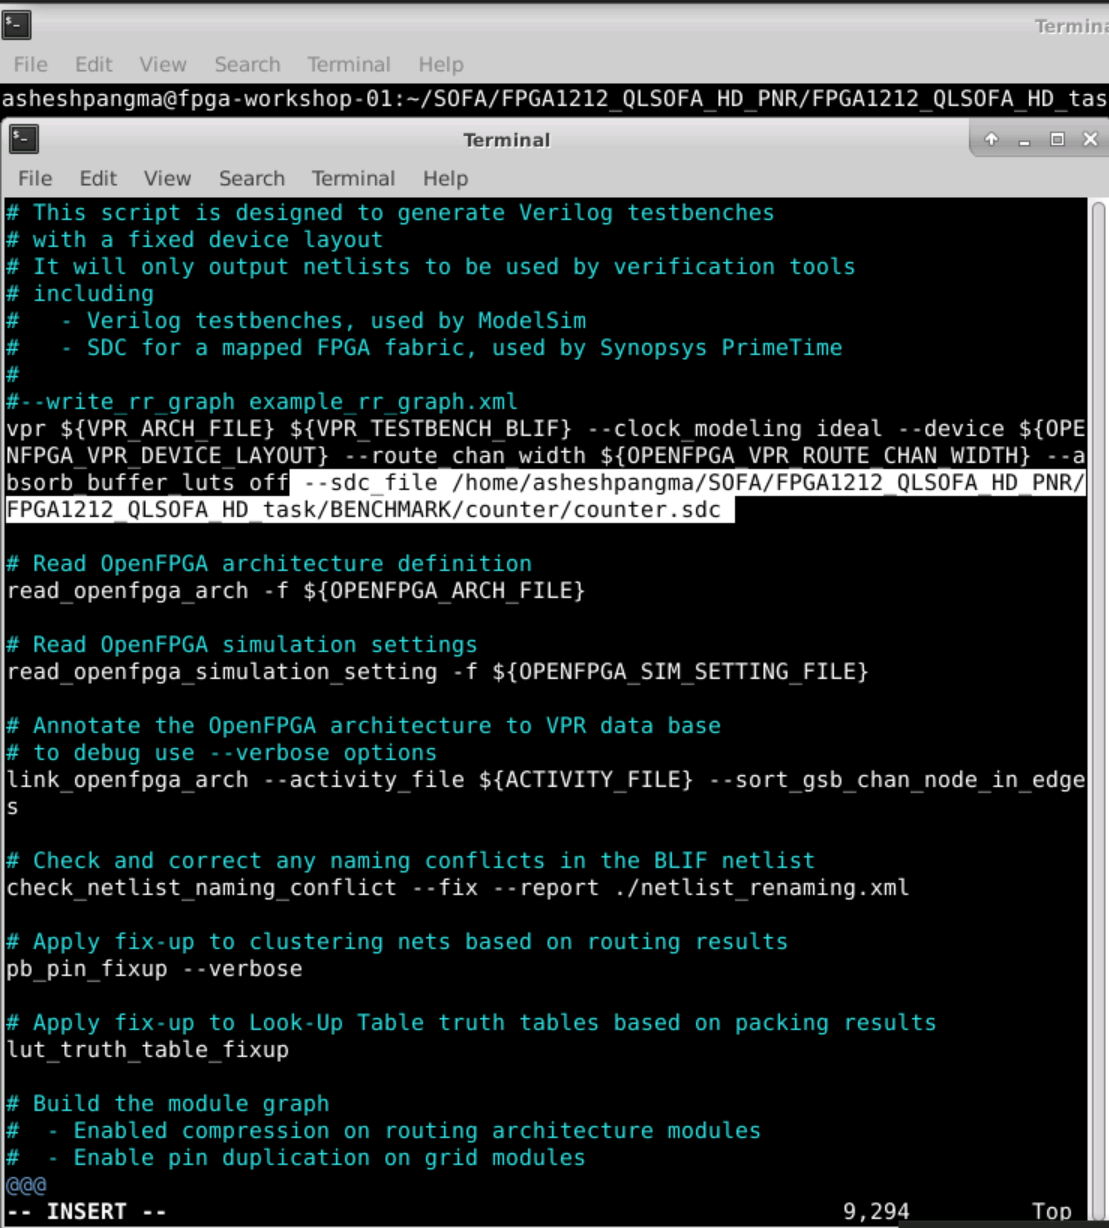 Termina
File Edit View Search Terminal Help
asheshpangma@fpga-workshop-01:~/SOFA/FPGA1212_QLSOFA_HD_PNR/FPGA1212_QLSOFA_HD_tas
Terminal
File Edit View Search Terminal Help
# This script is designed to generate Verilog testbenches
# with a fixed device layout
# It will only output netlists to be used by verification tools
# including
#   - Verilog testbenches, used by ModelSim
#   - SDC for a mapped FPGA fabric, used by Synopsys PrimeTime
#
#--write_rr_graph example_rr_graph.xml
vpr ${VPR_ARCH_FILE} ${VPR_TESTBENCH_BLIF} --clock_modeling ideal --device ${OPE
NFPGA_VPR_DEVICE_LAYOUT} --route_chan_width ${OPENFPGA_VPR_ROUTE_CHAN_WIDTH} --a
bsorb_buffer_luts off --sdc_file /home/asheshpangma/SOFA/FPGA1212_QLSOFA_HD_PNR/
FPGA1212_QLSOFA_HD_task/BENCHMARK/counter/counter.sdc
# Read OpenFPGA architecture definition
read_openfpga_arch -f ${OPENFPGA_ARCH_FILE}
# Read OpenFPGA simulation settings
read_openfpga_simulation_setting -f ${OPENFPGA_SIM_SETTING_FILE}
# Annotate the OpenFPGA architecture to VPR data base
# to debug use --verbose options
link_openfpga_arch --activity_file ${ACTIVITY_FILE} --sort_gsb_chan_node_in_edge
s
# Check and correct any naming conflicts in the BLIF netlist
check_netlist_naming_conflict --fix --report ./netlist_renaming.xml
# Apply fix-up to clustering nets based on routing results
pb_pin_fixup --verbose
# Apply fix-up to Look-Up Table truth tables based on packing results
lut_truth_table_fixup
# Build the module graph
#  - Enabled compression on routing architecture modules
#  - Enable pin duplication on grid modules
@@@
-- INSERT -- 9,294 Top